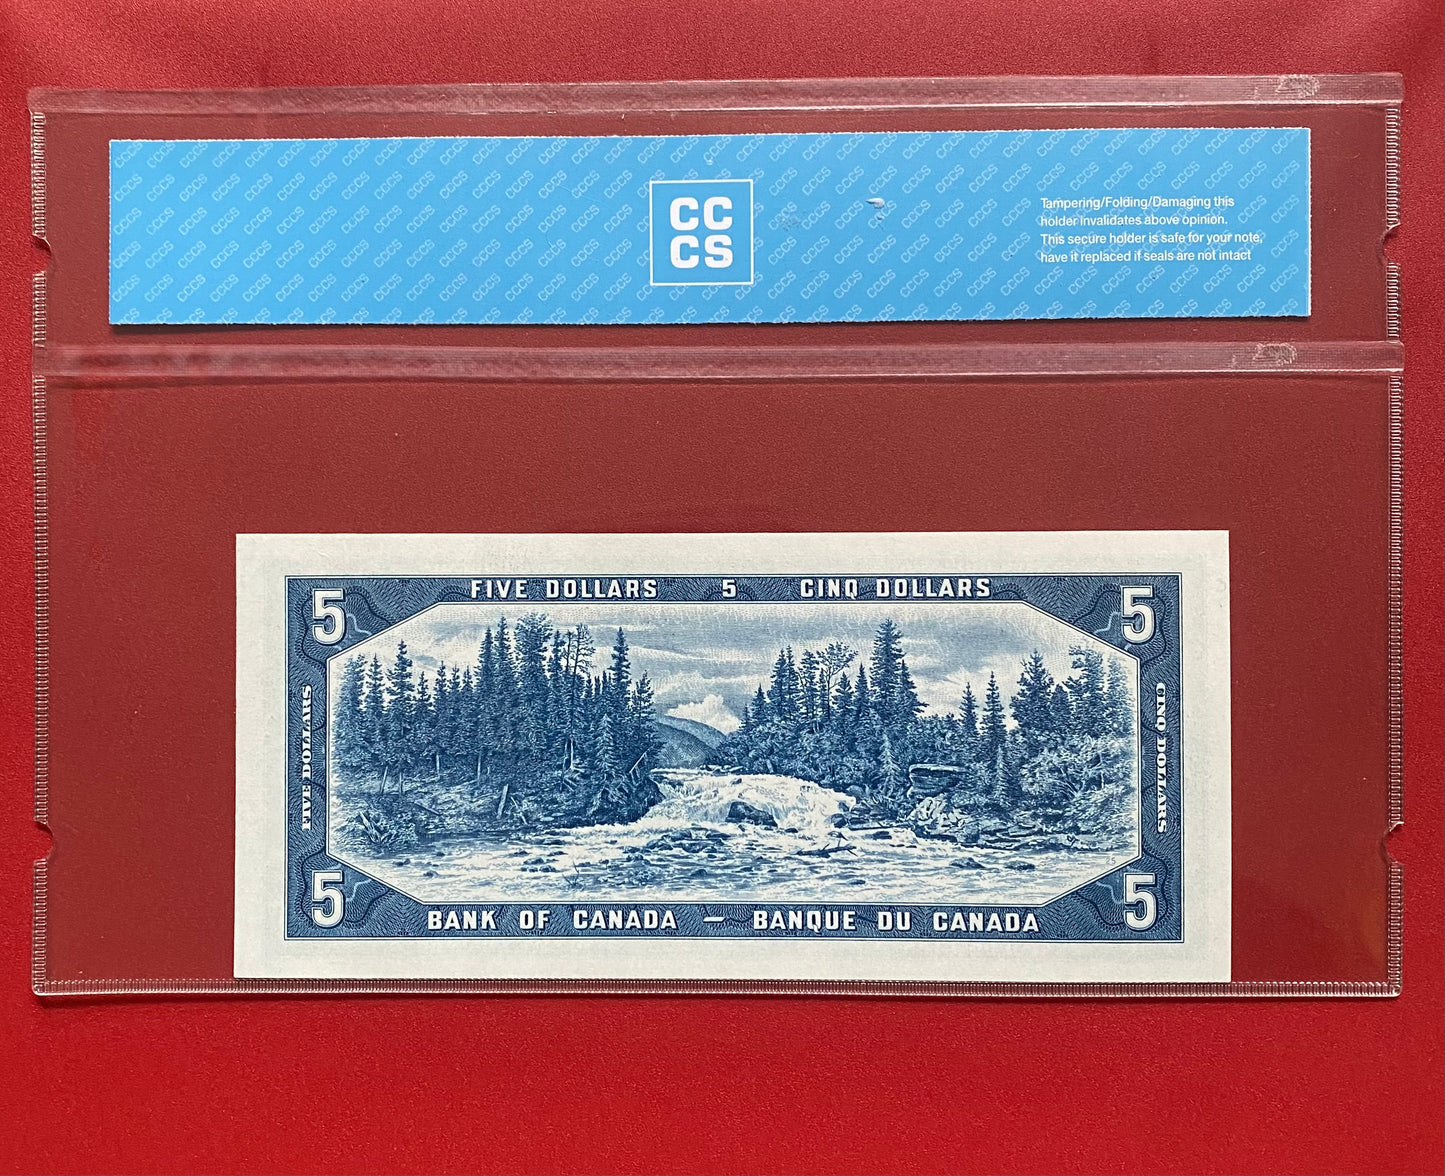 CC
CS
Tampering/Folding/Damaging this
holder invalidates above opinion.
This secure holder is safe for your note,
have it replaced if seals are not intact
5 FIVE DOLLARS 5 CINQ DOLLARS 5
FIVE DOLLARS
CINQ DOLLARS
5 BANK OF CANADA — BANQUE DU CANADA 5